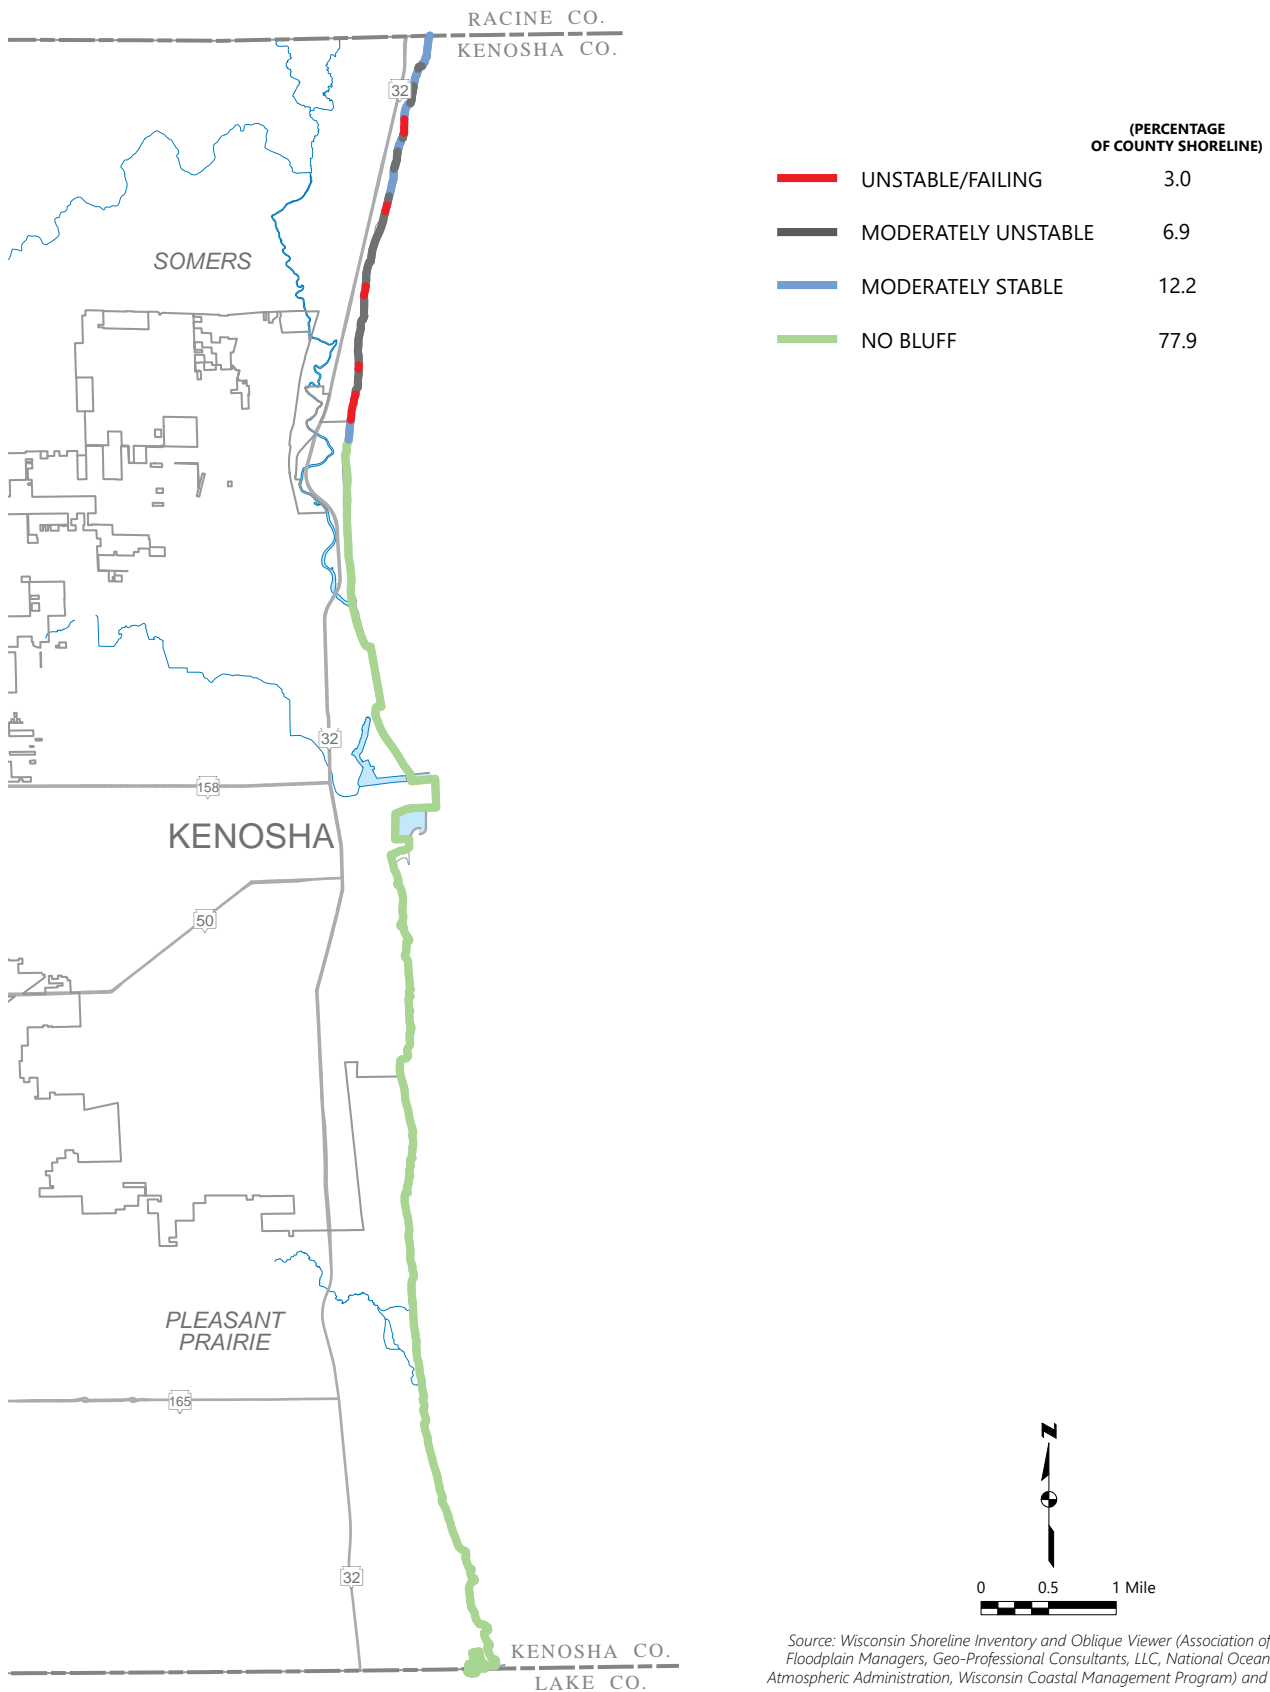 RACINE CO.
KENOSHA CO.
32
(PERCENTAGE
OF COUNTY SHORELINE)
UNSTABLE/FAILING 3.0
MODERATELY UNSTABLE 6.9
MODERATELY STABLE 12.2
NO BLUFF 77.9
SOMERS
32
158
KENOSHA
50
PLEASANT
PRAIRIE
165
32
N
0 0.5 1 Mile
KENOSHA CO.
LAKE CO.
Source: Wisconsin Shoreline Inventory and Oblique Viewer (Association of
Floodplain Managers, Geo-Professional Consultants, LLC, National Ocean
Atmospheric Administration, Wisconsin Coastal Management Program) and